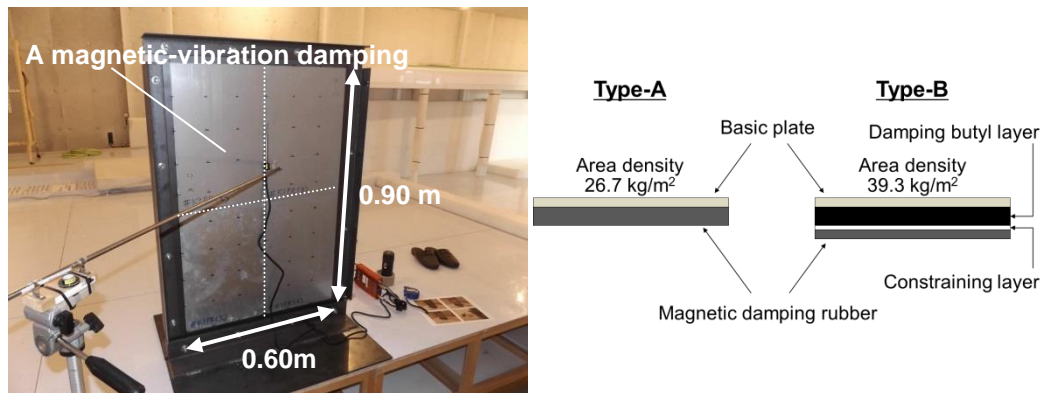 A magnetic-vibration damping
0.90 m
0.60m
Type-A
Type-B
Basic plate
Damping butyl layer
Area density
26.7 kg/m²
Area density
39.3 kg/m²
Constraining layer
Magnetic damping rubber